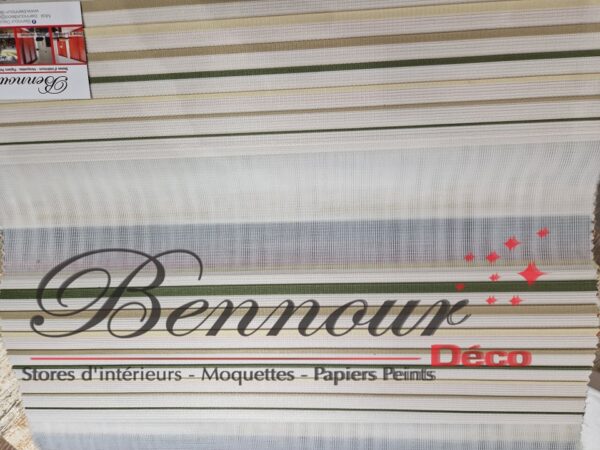 Bennour
Déco
Stores d'intérieurs - Moquettes - Papiers Peints